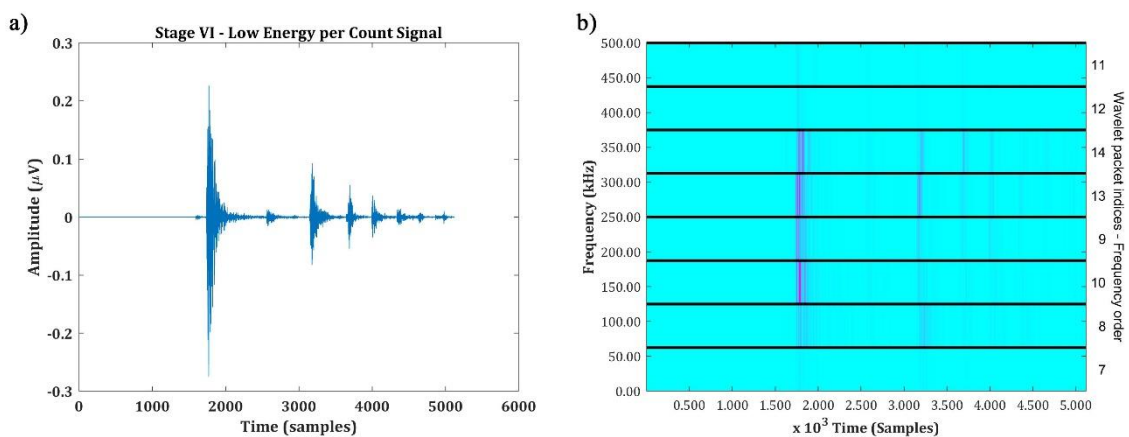 a)
Stage VI - Low Energy per Count Signal
0.3
0.2
0.1
0
-0.1
-0.2
-0.3
Amplitude (μV)
0 1000 2000 3000 4000 5000 6000
Time (samples)
b)
500.00
450.00
400.00
350.00
300.00
250.00
200.00
150.00
100.00
50.00
0.00
Frequency (kHz)
0.500 1.000 1.500 2.000 2.500 3.000 3.500 4.000 4.500 5.000
x 10³ Time (Samples)
11
12
14
13
9
10
8
7
Wavelet packet indices - Frequency order